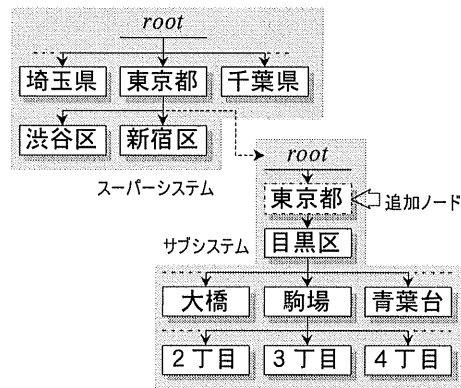 root
埼玉県 東京都 千葉県
渋谷区 新宿区
スーパーシステム
root
東京都
追加ノード
サブシステム
目黒区
大橋 駒場 青葉台
2丁目 3丁目 4丁目